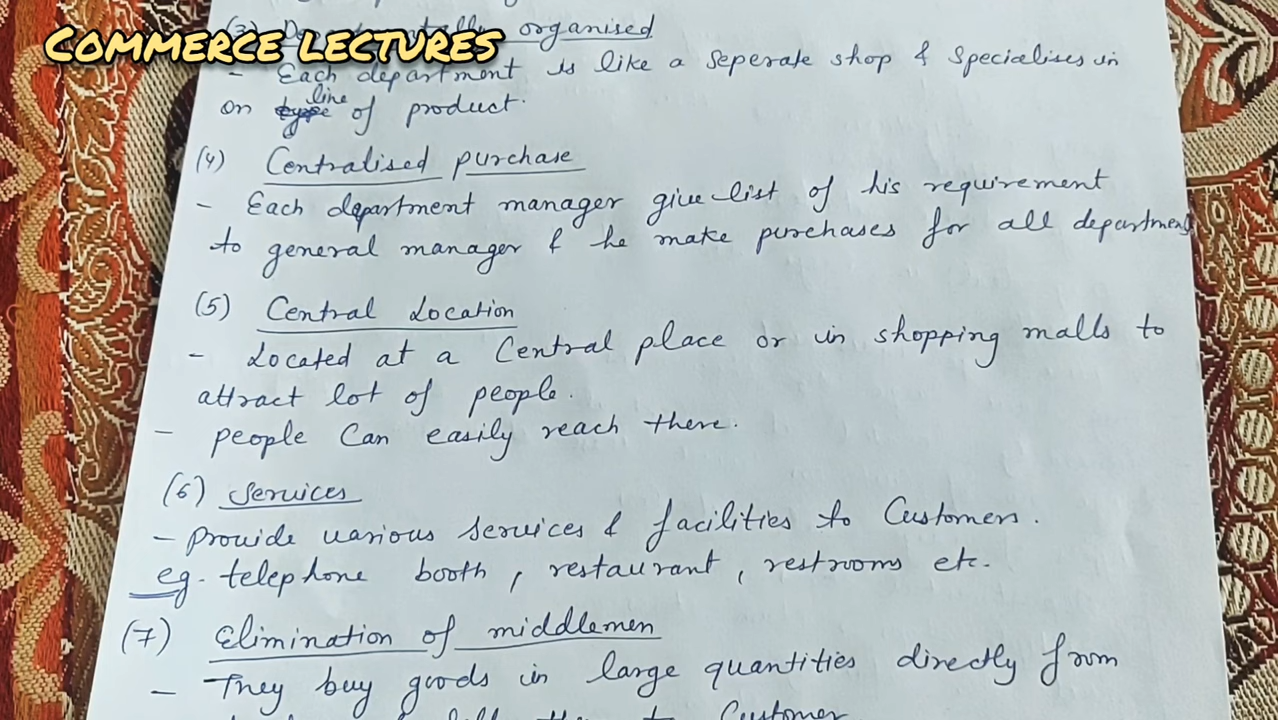 COMMERCE LECTURES
(3) organised
- Each department is like a seperate shop & specialises in
on line of product.
(4) Centralised purchase
- Each department manager give list of his requirement
to general manager & he make purchases for all departments
(5) Central Location
- Located at a Central place or in shopping malls to
attract lot of people.
- people can easily reach there.
(6) Services
- Provide various services & facilities to Customers.
eg. telephone booth, restaurant, restrooms etc.
(7) Elimination of middlemen
- They buy goods in large quantities directly from
Customer